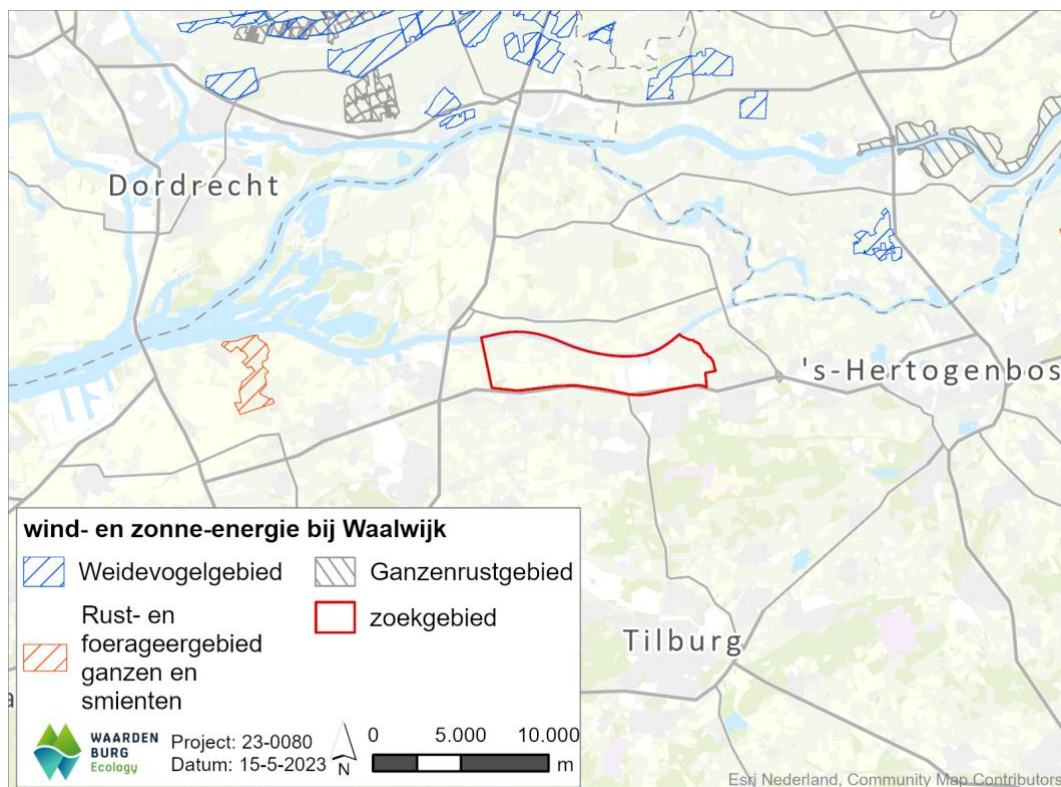 Dordrecht
's-Hertogenbos
Tilburg
a
wind- en zonne-energie bij Waalwijk
Weidevogelgebied
Ganzenrustgebied
Rust- en
foerageergebied
ganzen en
smienten
zoekgebied
WAARDEN
BURG
Ecology
Project: 23-0080
Datum: 15-5-2023
N
0 5.000 10.000
m
Esri Nederland, Community Map Contributors